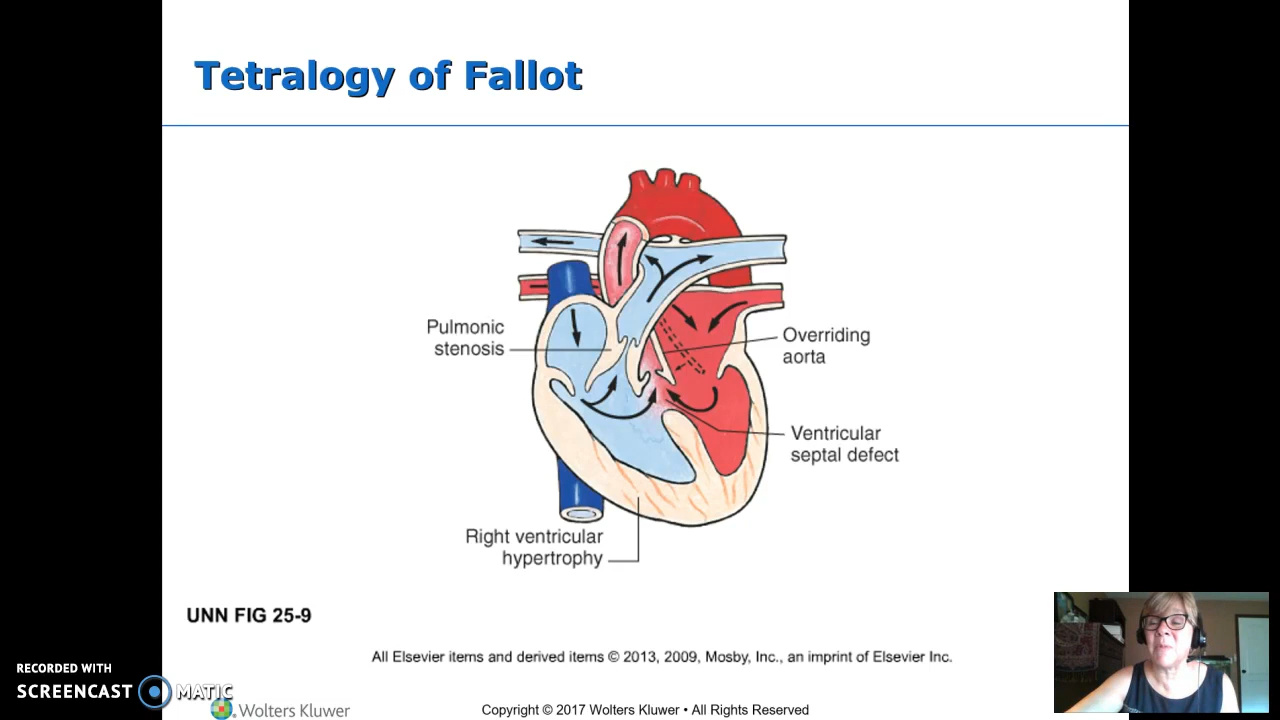 Tetralogy of Fallot
Pulmonic
stenosis
Overriding
aorta
Ventricular
septal defect
Right ventricular
hypertrophy
UNN FIG 25-9
All Elsevier items and derived items © 2013, 2009, Mosby, Inc., an imprint of Elsevier Inc.
RECORDED WITH
SCREENCAST MATIC
Wolters Kluwer
Copyright © 2017 Wolters Kluwer • All Rights Reserved